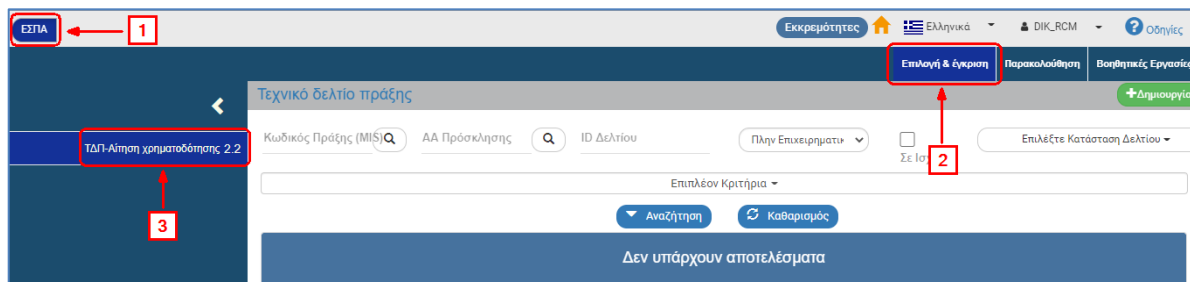 ΕΣΠΑ
1
Εκκρεμότητες
Ελληνικά
DIK_RCM
? Οδηγίες
Επιλογή & έγκριση
Παρακολούθηση
Βοηθητικές Εργασίες
Τεχνικό δελτίο πράξης
+Δημιουργία
ΤΔΠ-Αίτηση χρηματοδότησης 2.2
Κωδικός Πράξης (MIS)
ΑΑ Πρόσκλησης
ID Δελτίου
Πλην Επιχειρηματικ
Σε Ισχ
2
Επιλέξτε Κατάσταση Δελτίου
3
Επιπλέον Κριτήρια
Αναζήτηση
Καθαρισμός
Δεν υπάρχουν αποτελέσματα